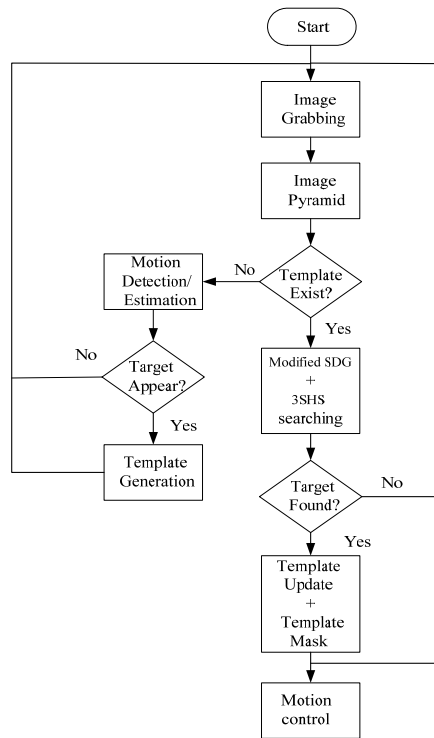 Start
Image
Grabbing
Image
Pyramid
Template
Exist?
No
Yes
Motion
Detection/
Estimation
Target
Appear?
No
Yes
Template
Generation
Modified SDG
+
3SHS
searching
Target
Found?
No
Yes
Template
Update
+
Template
Mask
Motion
control